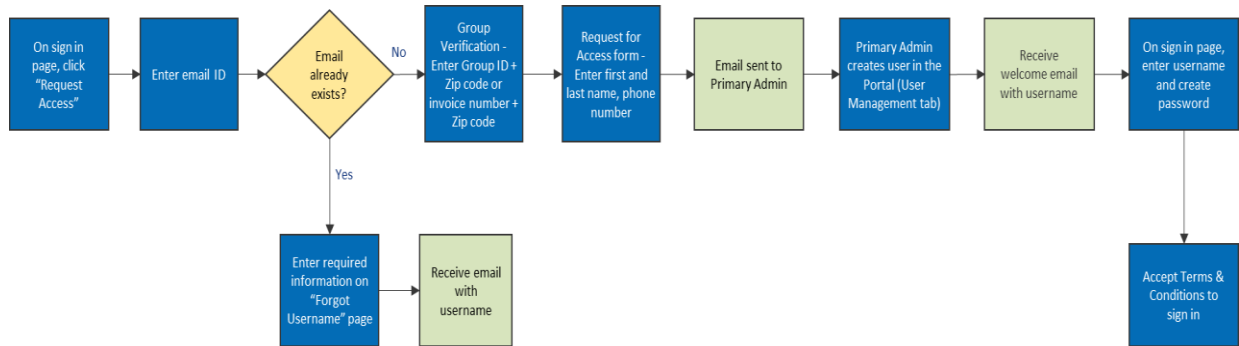 On sign in
page, click
“Request
Access”
Enter email ID
Email
already
exists?
No
Group
Verification -
Enter Group ID +
Zip code or
invoice number +
Zip code
Request for
Access form -
Enter first and
last name, phone
number
Email sent to
Primary Admin
Primary Admin
creates user in the
Portal (User
Management tab)
Receive
welcome email
with username
On sign in page,
enter username
and create
password
Yes
Enter required
information on
“Forgot
Username” page
Receive email
with
username
Accept Terms &
Conditions to
sign in